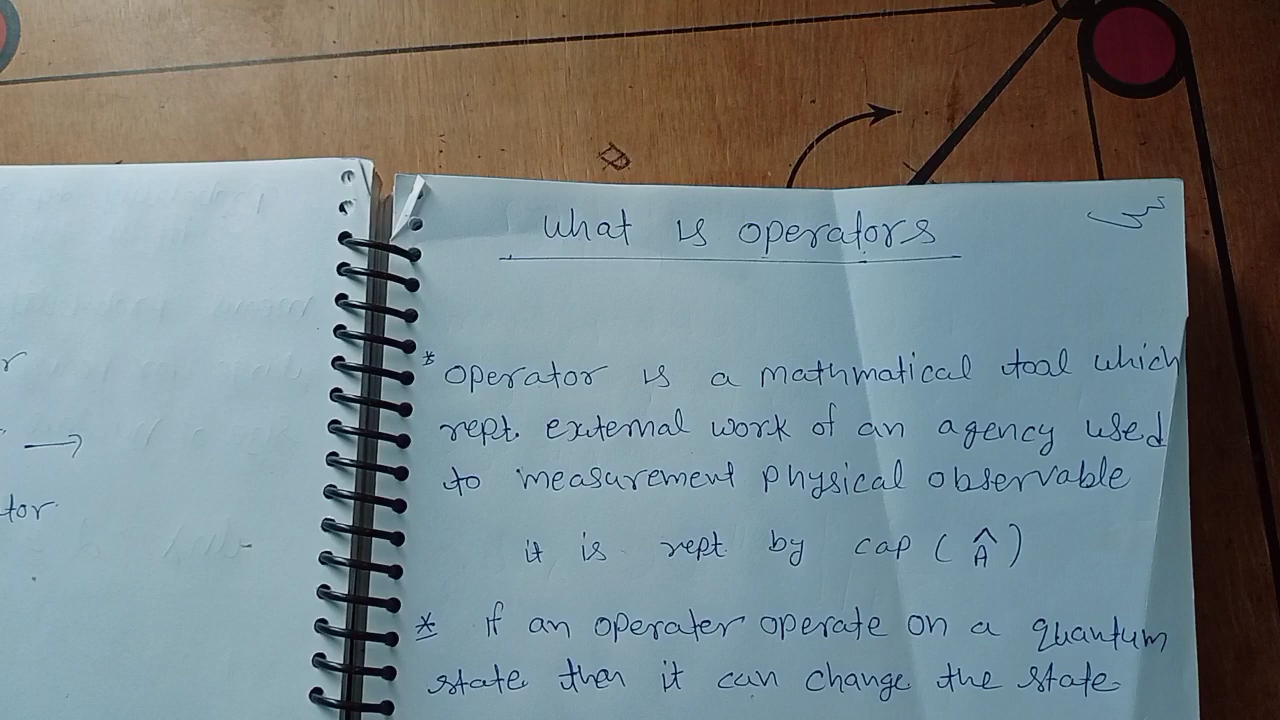 r
tor.
what is operators
* operator is a mathmatical tool which
rept. external work of an agency used
to measurement physical observable
it is rept by cap ( Â )
* if an operater operate on a quantum
state then it can change the state